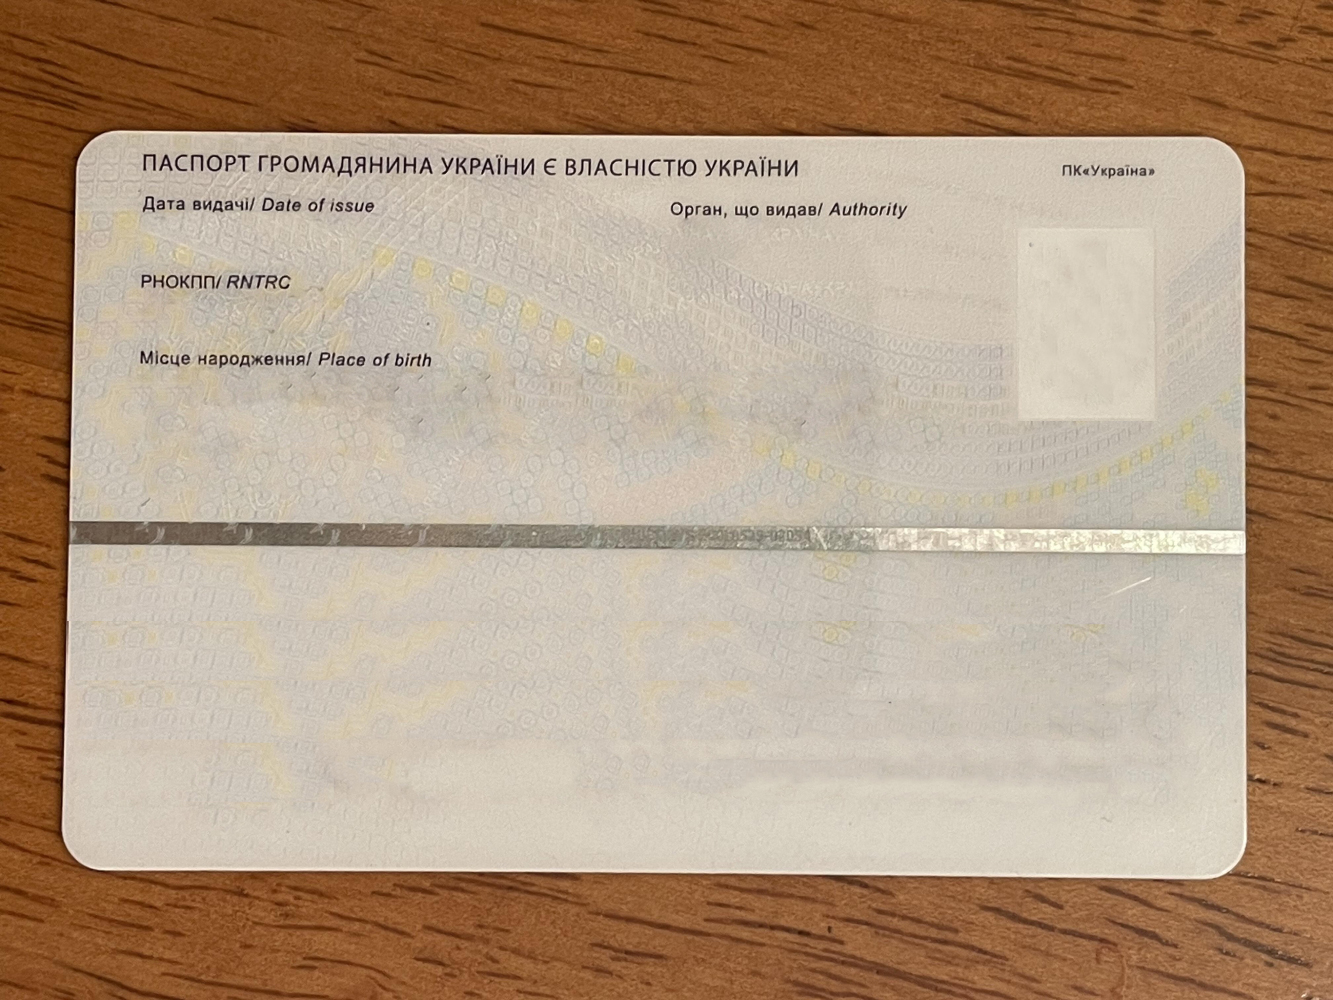 ПАСПОРТ ГРОМАДЯНИНА УКРАЇНИ Є ВЛАСНІСТЮ УКРАЇНИ
ПК«Україна»
Дата видачі/ Date of issue
Орган, що видав/ Authority
РНОКПП/ RNTRC
Місце народження/ Place of birth